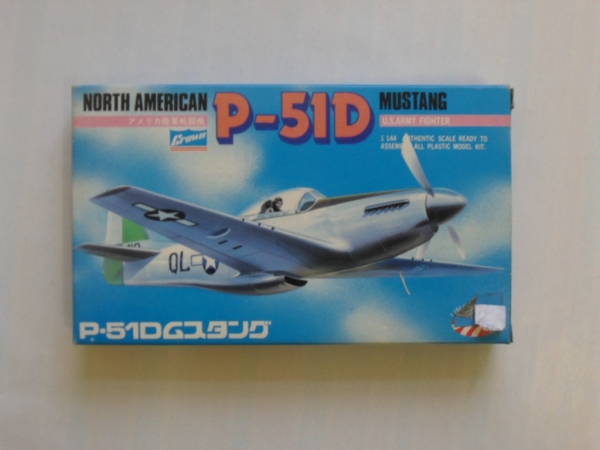 NORTH AMERICAN P-51D MUSTANG
アメリカ陸軍戦闘機
U.S. ARMY FIGHTER
Crown
1 144 AUTHENTIC SCALE READY TO
ASSEMBLE ALL PLASTIC MODEL KIT.
QL
P-51Dムスタング